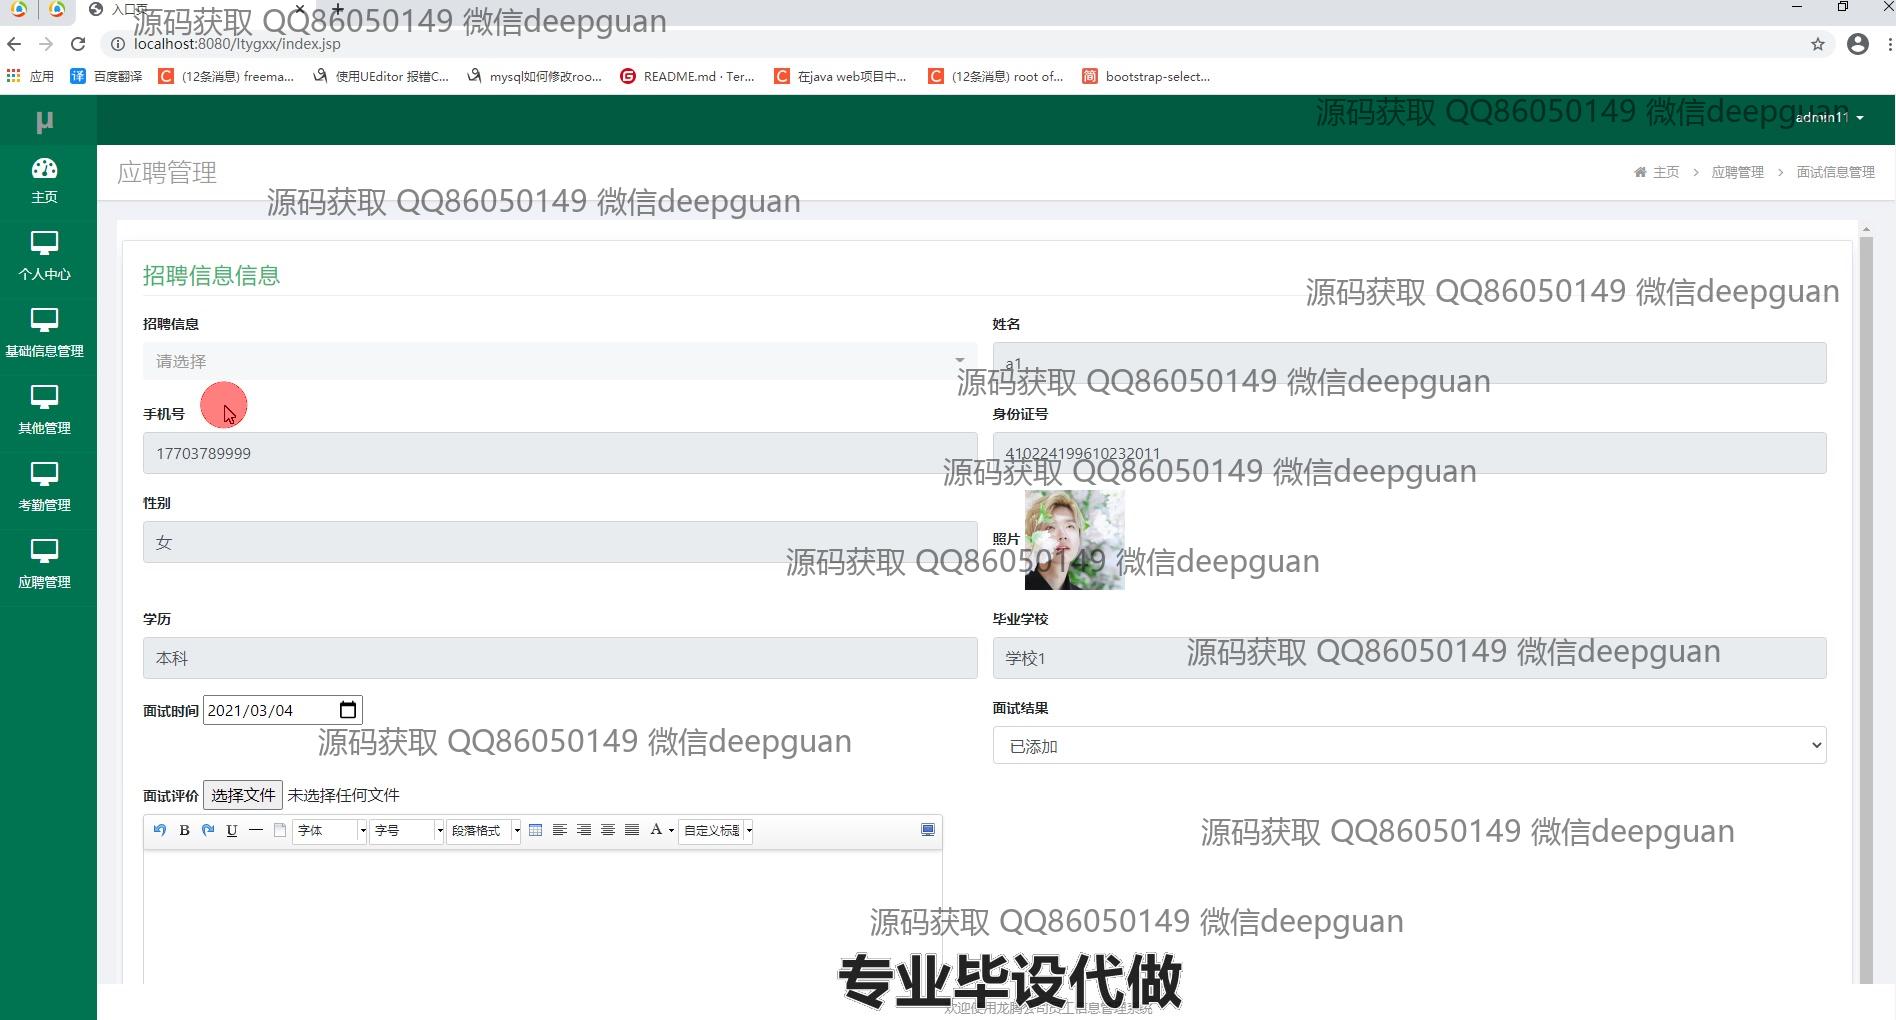 入口页
源码获取 QQ86050149 微信deepguan
localhost:8080/ltygxx/index.jsp
应用 百度翻译 (12条消息) freema... 使用UEditor 报错C... mysql如何修改roo... README.md · Ter... 在java web项目中... (12条消息) root of... bootstrap-select...
µ
源码获取 QQ86050149 微信deepguan
admin11
应聘管理
主页 > 应聘管理 > 面试信息管理
源码获取 QQ86050149 微信deepguan
主页
个人中心
基础信息管理
其他管理
考勤管理
应聘管理
招聘信息信息
源码获取 QQ86050149 微信deepguan
招聘信息
姓名
请选择
a1
源码获取 QQ86050149 微信deepguan
手机号
身份证号
17703789999
410224199610232011
源码获取 QQ86050149 微信deepguan
性别
女
照片
源码获取 QQ86050149 微信deepguan
学历
毕业学校
本科
学校1
源码获取 QQ86050149 微信deepguan
面试时间 2021/03/04
面试结果
已添加
源码获取 QQ86050149 微信deepguan
面试评价 选择文件 未选择任何文件
B U 字体 字号 段落格式 A 自定义标题
源码获取 QQ86050149 微信deepguan
源码获取 QQ86050149 微信deepguan
专业毕设代做
欢迎使用龙腾公司员工信息管理系统